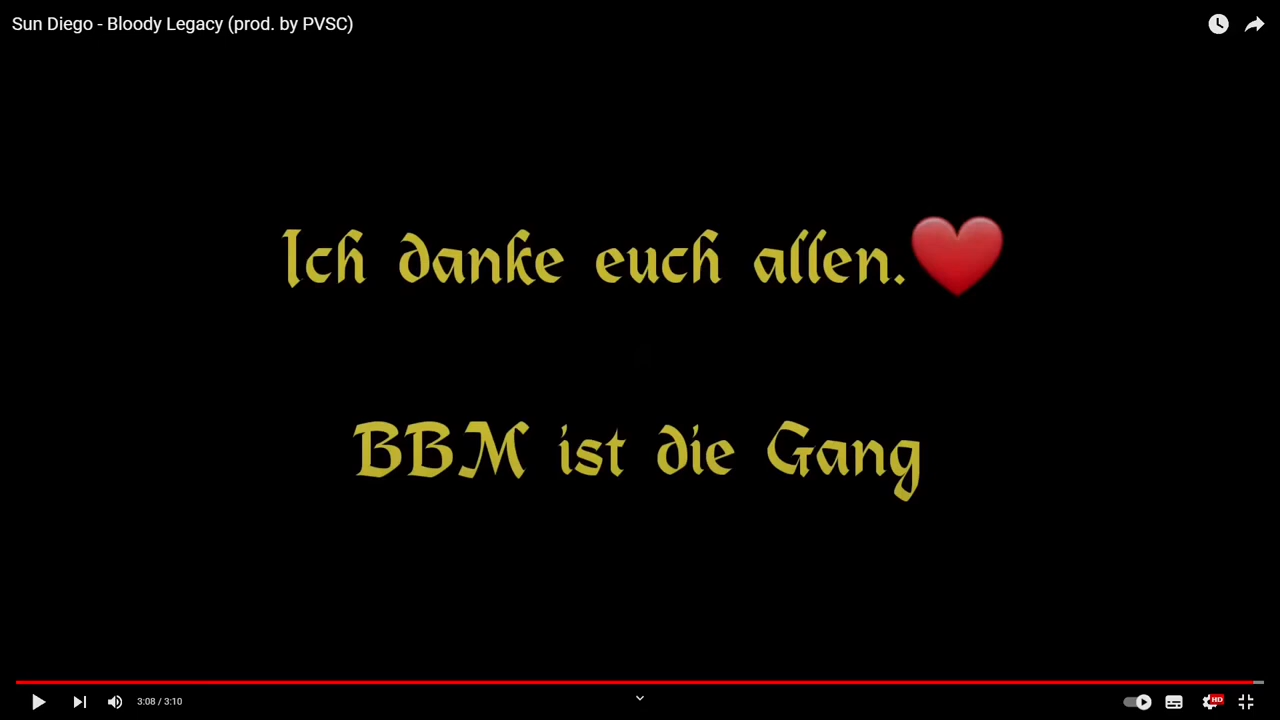 Sun Diego - Bloody Legacy (prod. by PVSC)
Ich danke euch allen.❤️
BBM ist die Gang
3:08 / 3:10
HD